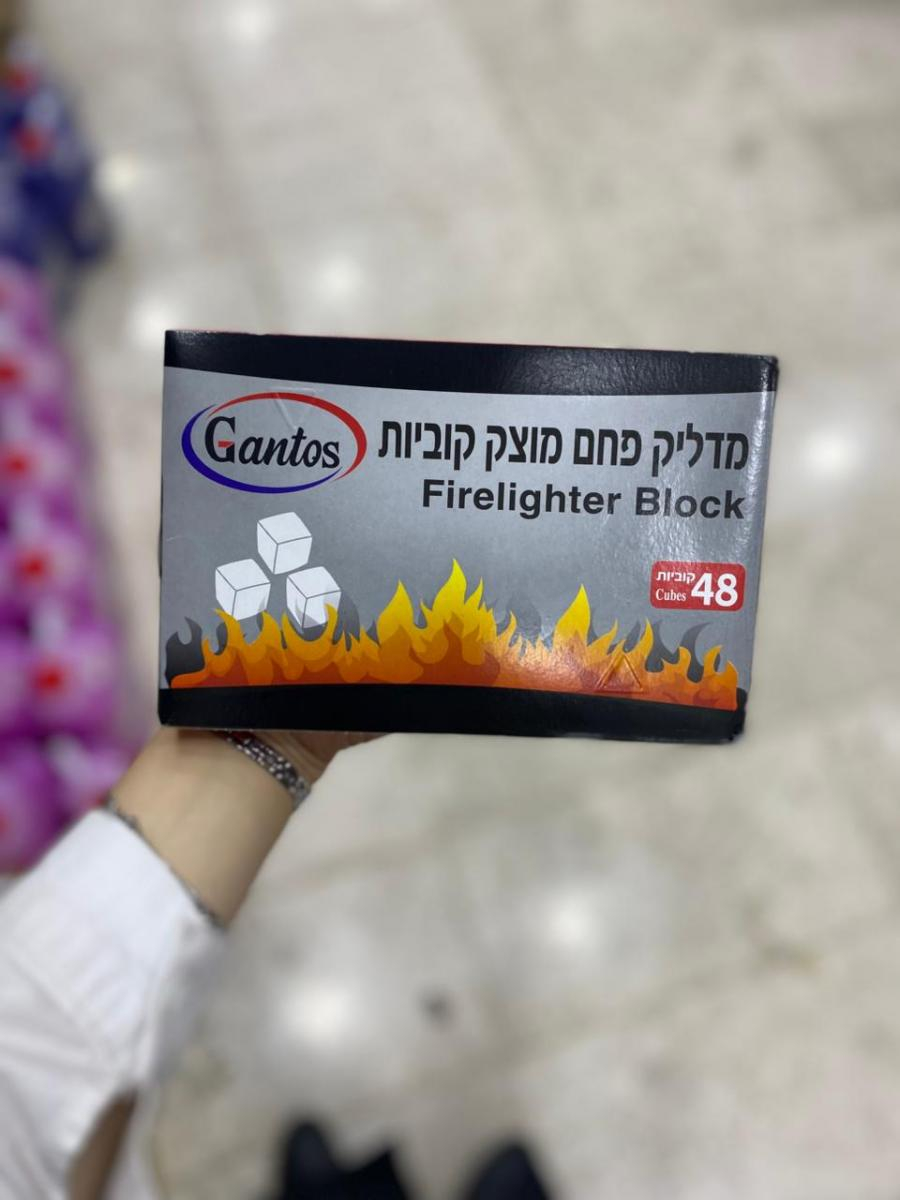 Gantos
מדליק פחם מוצק קוביות
Firelighter Block
48 קוביות
Cubes